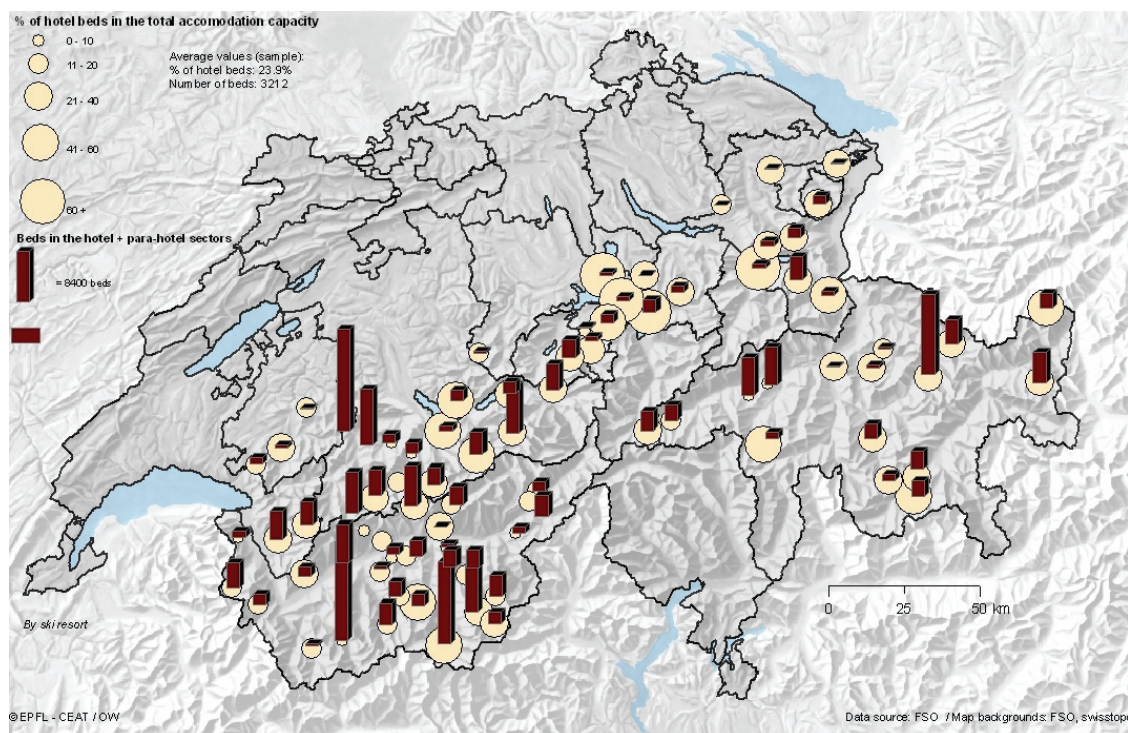 % of hotel beds in the total accomodation capacity
0 - 10
11 - 20
21 - 40
41 - 60
60 +
Average values (sample):
% of hotel beds: 23.9%
Number of beds: 3212
Beds in the hotel + para-hotel sectors
= 8400 beds
0 25 50 km
By ski resort
©EPFL - CEAT / OW
Data source: FSO / Map backgrounds: FSO, swisstopo